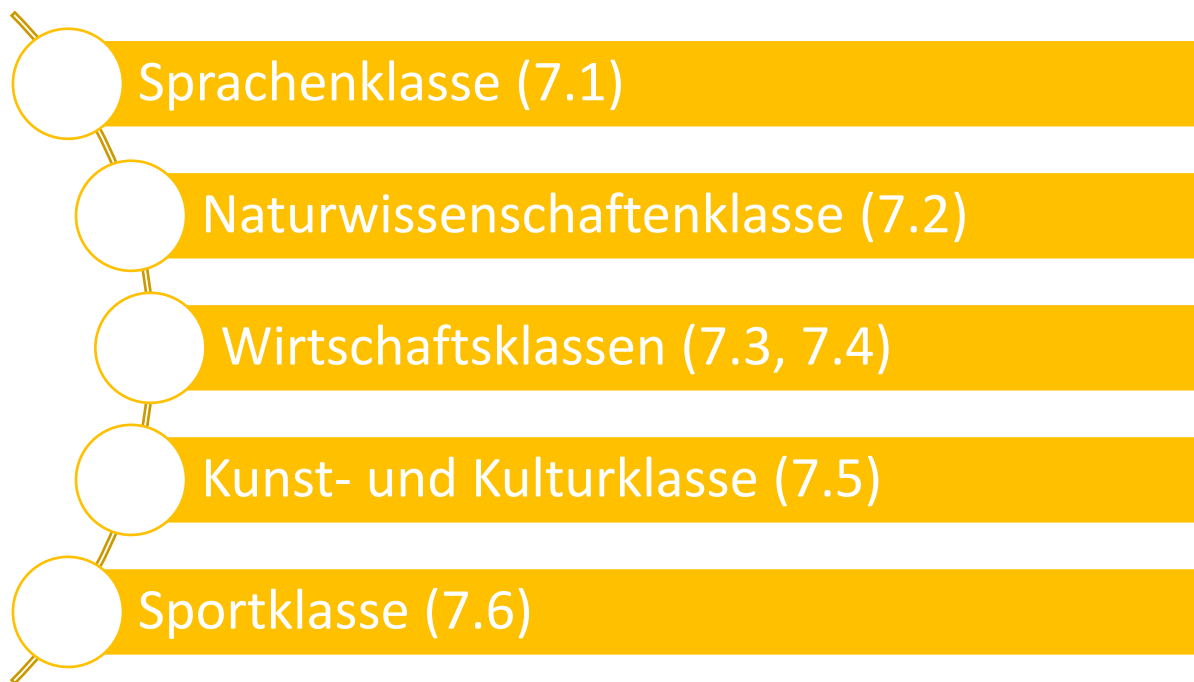 Sprachenklasse (7.1)
Naturwissenschaftenklasse (7.2)
Wirtschaftsklassen (7.3, 7.4)
Kunst- und Kulturklasse (7.5)
Sportklasse (7.6)